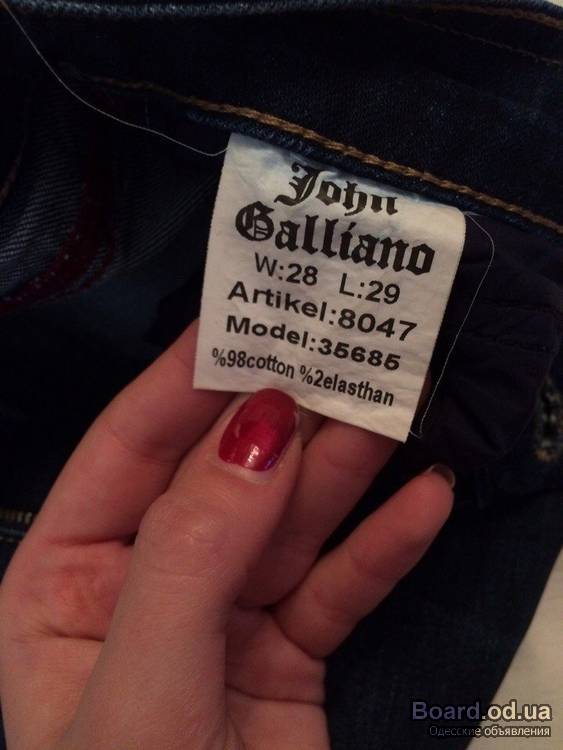 John
Galliano
W:28 L:29
Artikel:8047
Model:35685
%98cotton %2elasthan
Board.od.ua
Одесские объявления